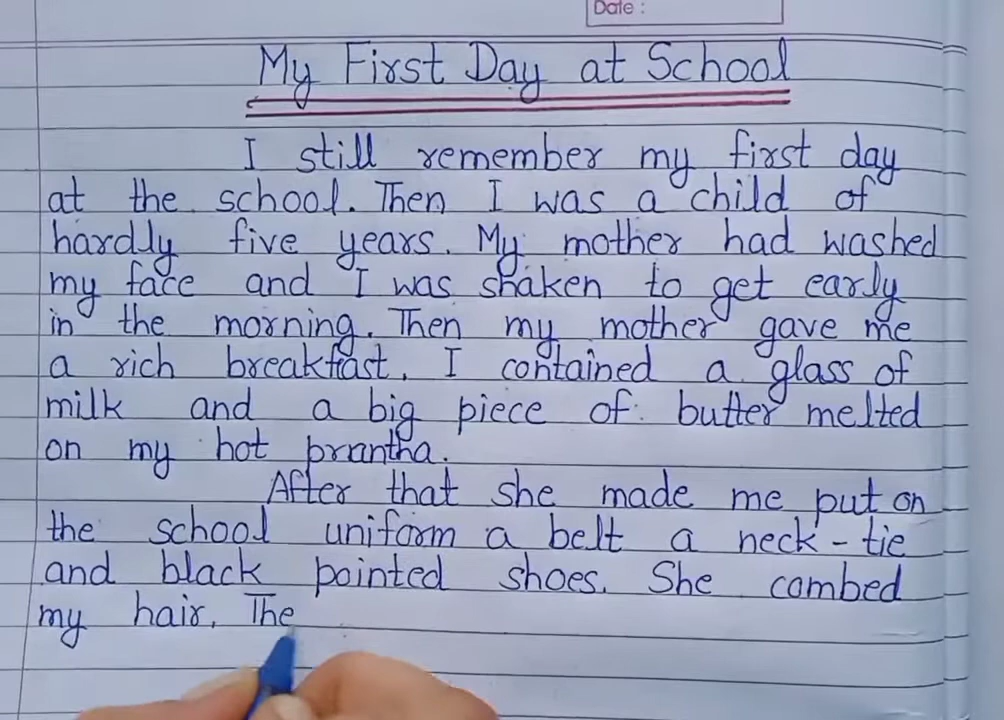 Date :
My First Day at School
I still remember my first day
at the school. Then I was a child of
hardly five years. My mother had washed
my face and I was shaken to get early
in the morning. Then my mother gave me
a rich breakfast. I contained a glass of
milk and a big piece of butter melted
on my hot prantha.
After that she made me put on
the school uniform a belt a neck-tie
and black pointed shoes. She combed
my hair. The